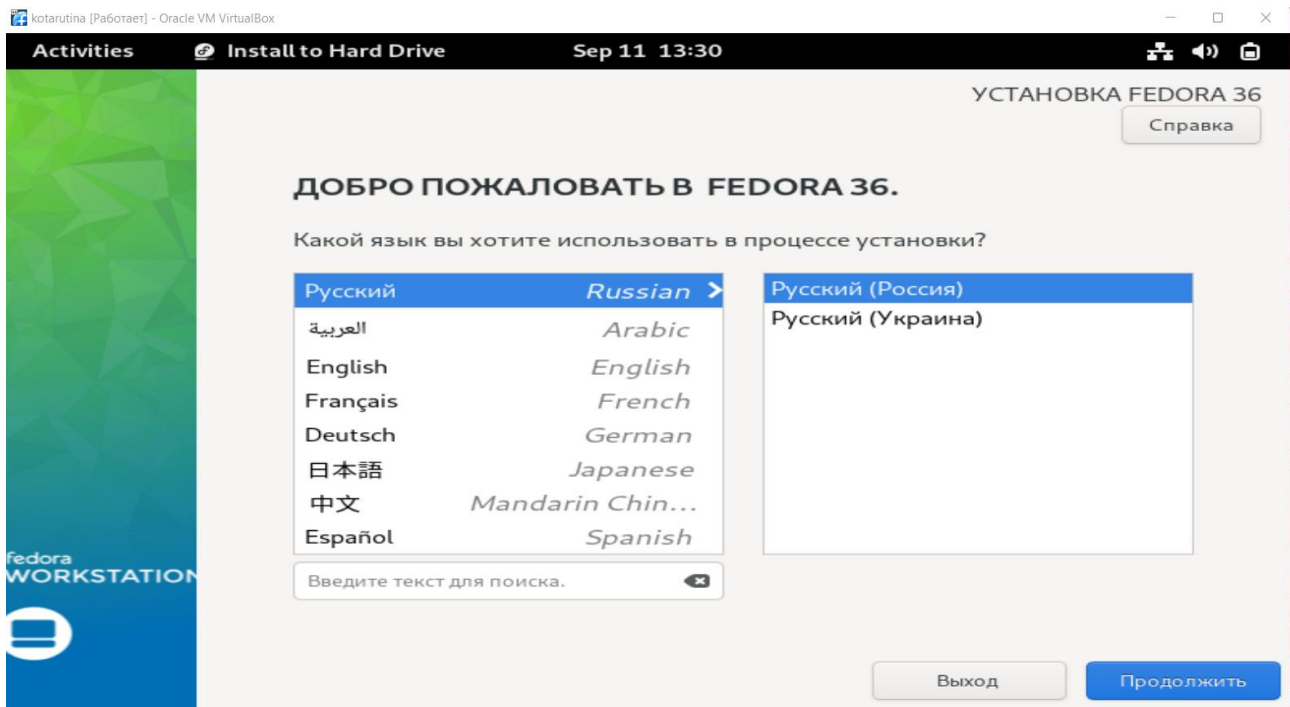 kotarutina [Работает] - Oracle VM VirtualBox
Activities Install to Hard Drive Sep 11 13:30
УСТАНОВКА FEDORA 36
Справка
ДОБРО ПОЖАЛОВАТЬ В FEDORA 36.
Какой язык вы хотите использовать в процессе установки?
Русский Russian
العربية Arabic
English English
Français French
Deutsch German
日本語 Japanese
中文 Mandarin Chin...
Español Spanish
Русский (Россия)
Русский (Украина)
Введите текст для поиска.
fedora
WORKSTATION
Выход Продолжить